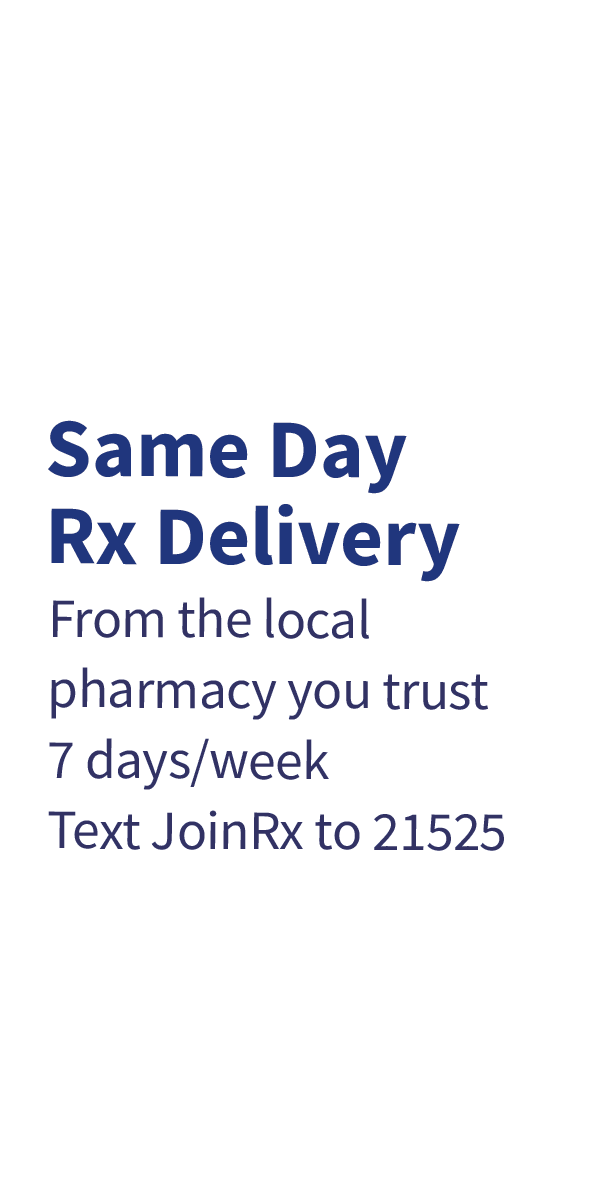 Same Day
Rx Delivery
From the local
pharmacy you trust
7 days/week
Text JoinRx to 21525